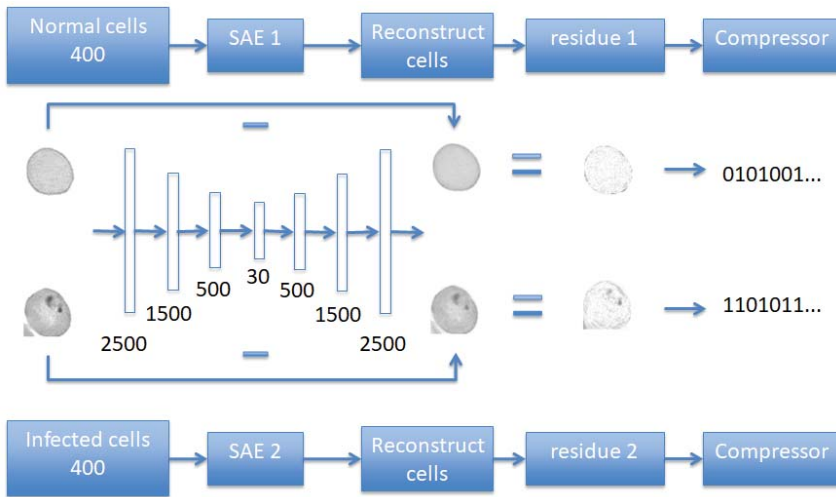 Normal cells
400
SAE 1
Reconstruct
cells
residue 1
Compressor
0101001...
2500
1500
500
30
500
1500
2500
1101011...
Infected cells
400
SAE 2
Reconstruct
cells
residue 2
Compressor